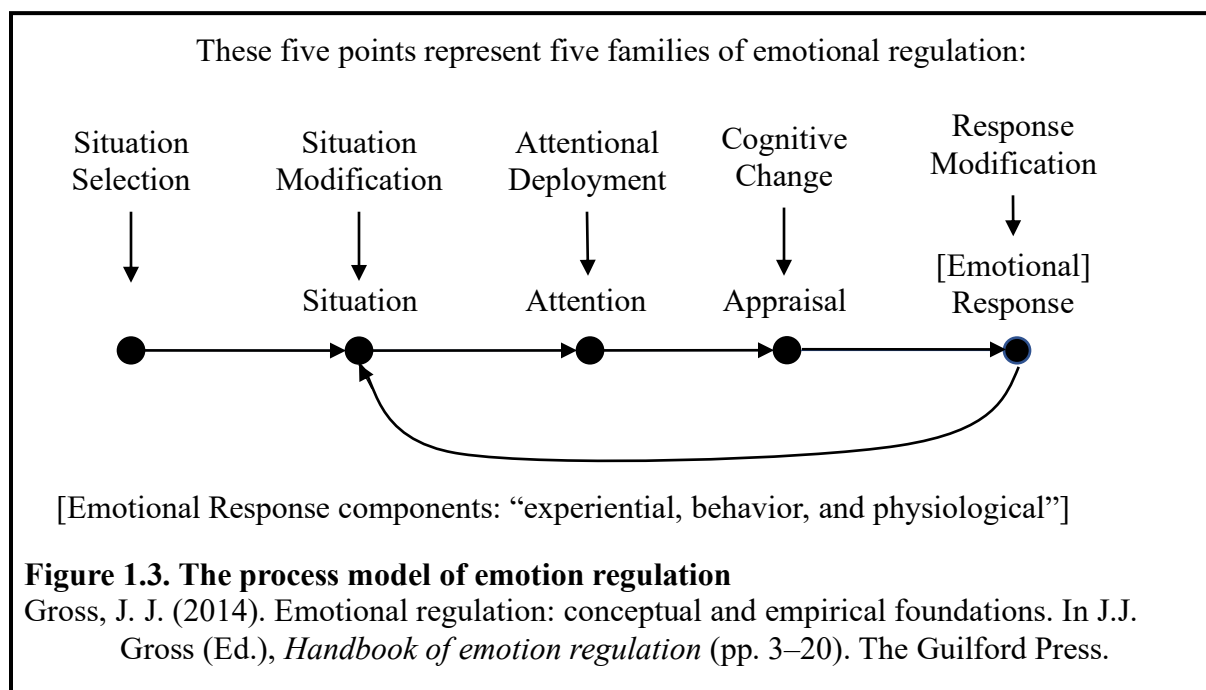 These five points represent five families of emotional regulation:
Situation
Selection
Situation
Modification
Attentional
Deployment
Cognitive
Change
Response
Modification
Situation
Attention
Appraisal
[Emotional]
Response
[Emotional Response components: “experiential, behavior, and physiological”]
Figure 1.3. The process model of emotion regulation
Gross, J. J. (2014). Emotional regulation: conceptual and empirical foundations. In J.J.
Gross (Ed.), Handbook of emotion regulation (pp. 3–20). The Guilford Press.